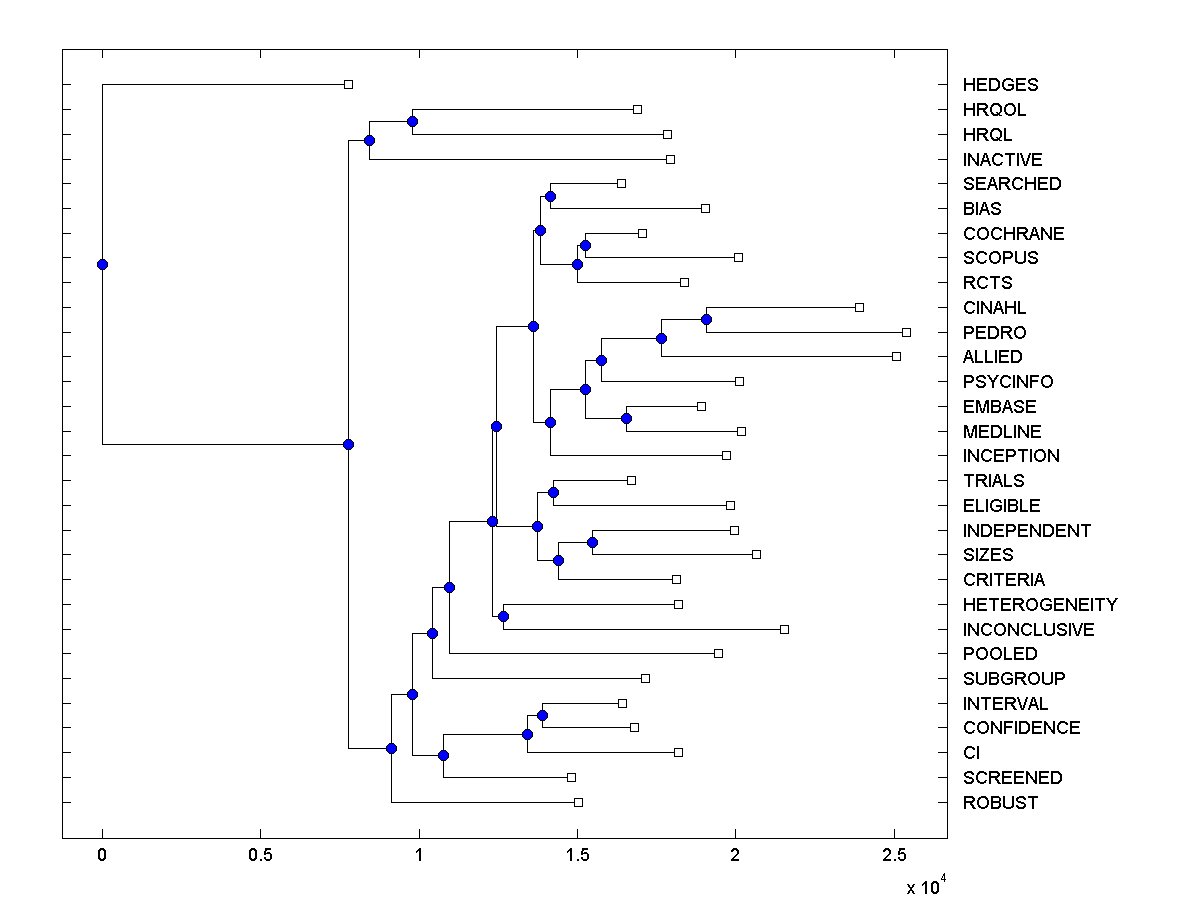 HEDGES
HRQOL
HRQL
INACTIVE
SEARCHED
BIAS
COCHRANE
SCOPUS
RCTS
CINAHL
PEDRO
ALLIED
PSYCINFO
EMBASE
MEDLINE
INCEPTION
TRIALS
ELIGIBLE
INDEPENDENT
SIZES
CRITERIA
HETEROGENEITY
INCONCLUSIVE
POOLED
SUBGROUP
INTERVAL
CONFIDENCE
CI
SCREENED
ROBUST
0 0.5 1 1.5 2 2.5
x 10^4